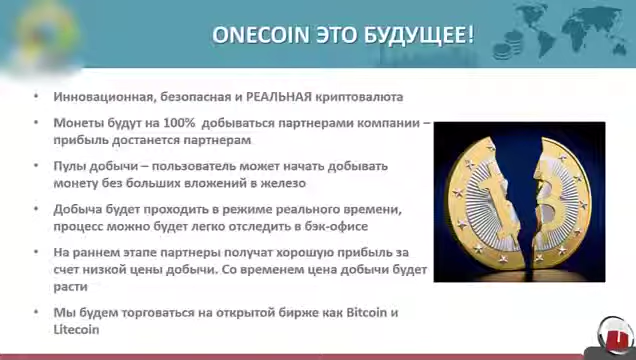 ONECOIN ЭТО БУДУЩЕЕ!
• Инновационная, безопасная и РЕАЛЬНАЯ криптовалюта
• Монеты будут на 100% добываться партнерами компании –
прибыль достанется партнерам
• Пулы добычи – пользователь может начать добывать
монету без больших вложений в железо
• Добыча будет проходить в режиме реального времени,
процесс можно будет легко отследить в бэк-офисе
• На раннем этапе партнеры получат хорошую прибыль за
счет низкой цены добычи. Со временем цена добычи будет
расти
• Мы будем торговаться на открытой бирже как Bitcoin и
Litecoin